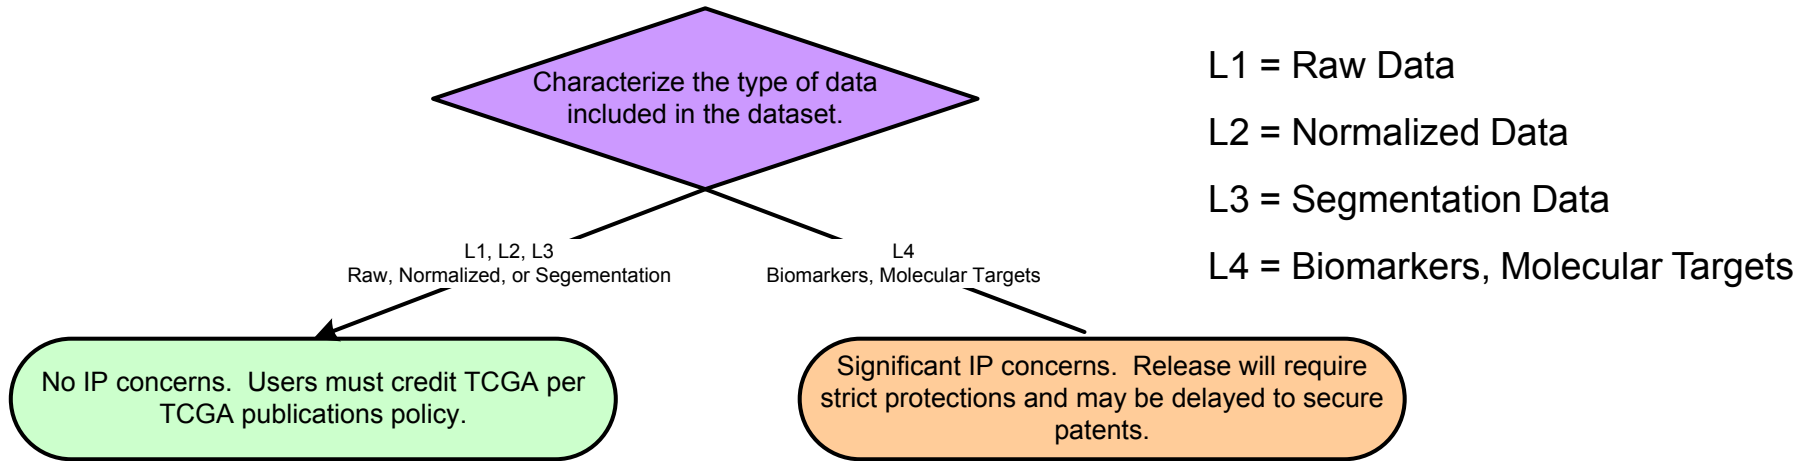 Characterize the type of data
included in the dataset.
L1 = Raw Data
L2 = Normalized Data
L3 = Segmentation Data
L4 = Biomarkers, Molecular Targets
L1, L2, L3
Raw, Normalized, or Segementation
L4
Biomarkers, Molecular Targets
No IP concerns.  Users must credit TCGA per
TCGA publications policy.
Significant IP concerns.  Release will require
strict protections and may be delayed to secure
patents.